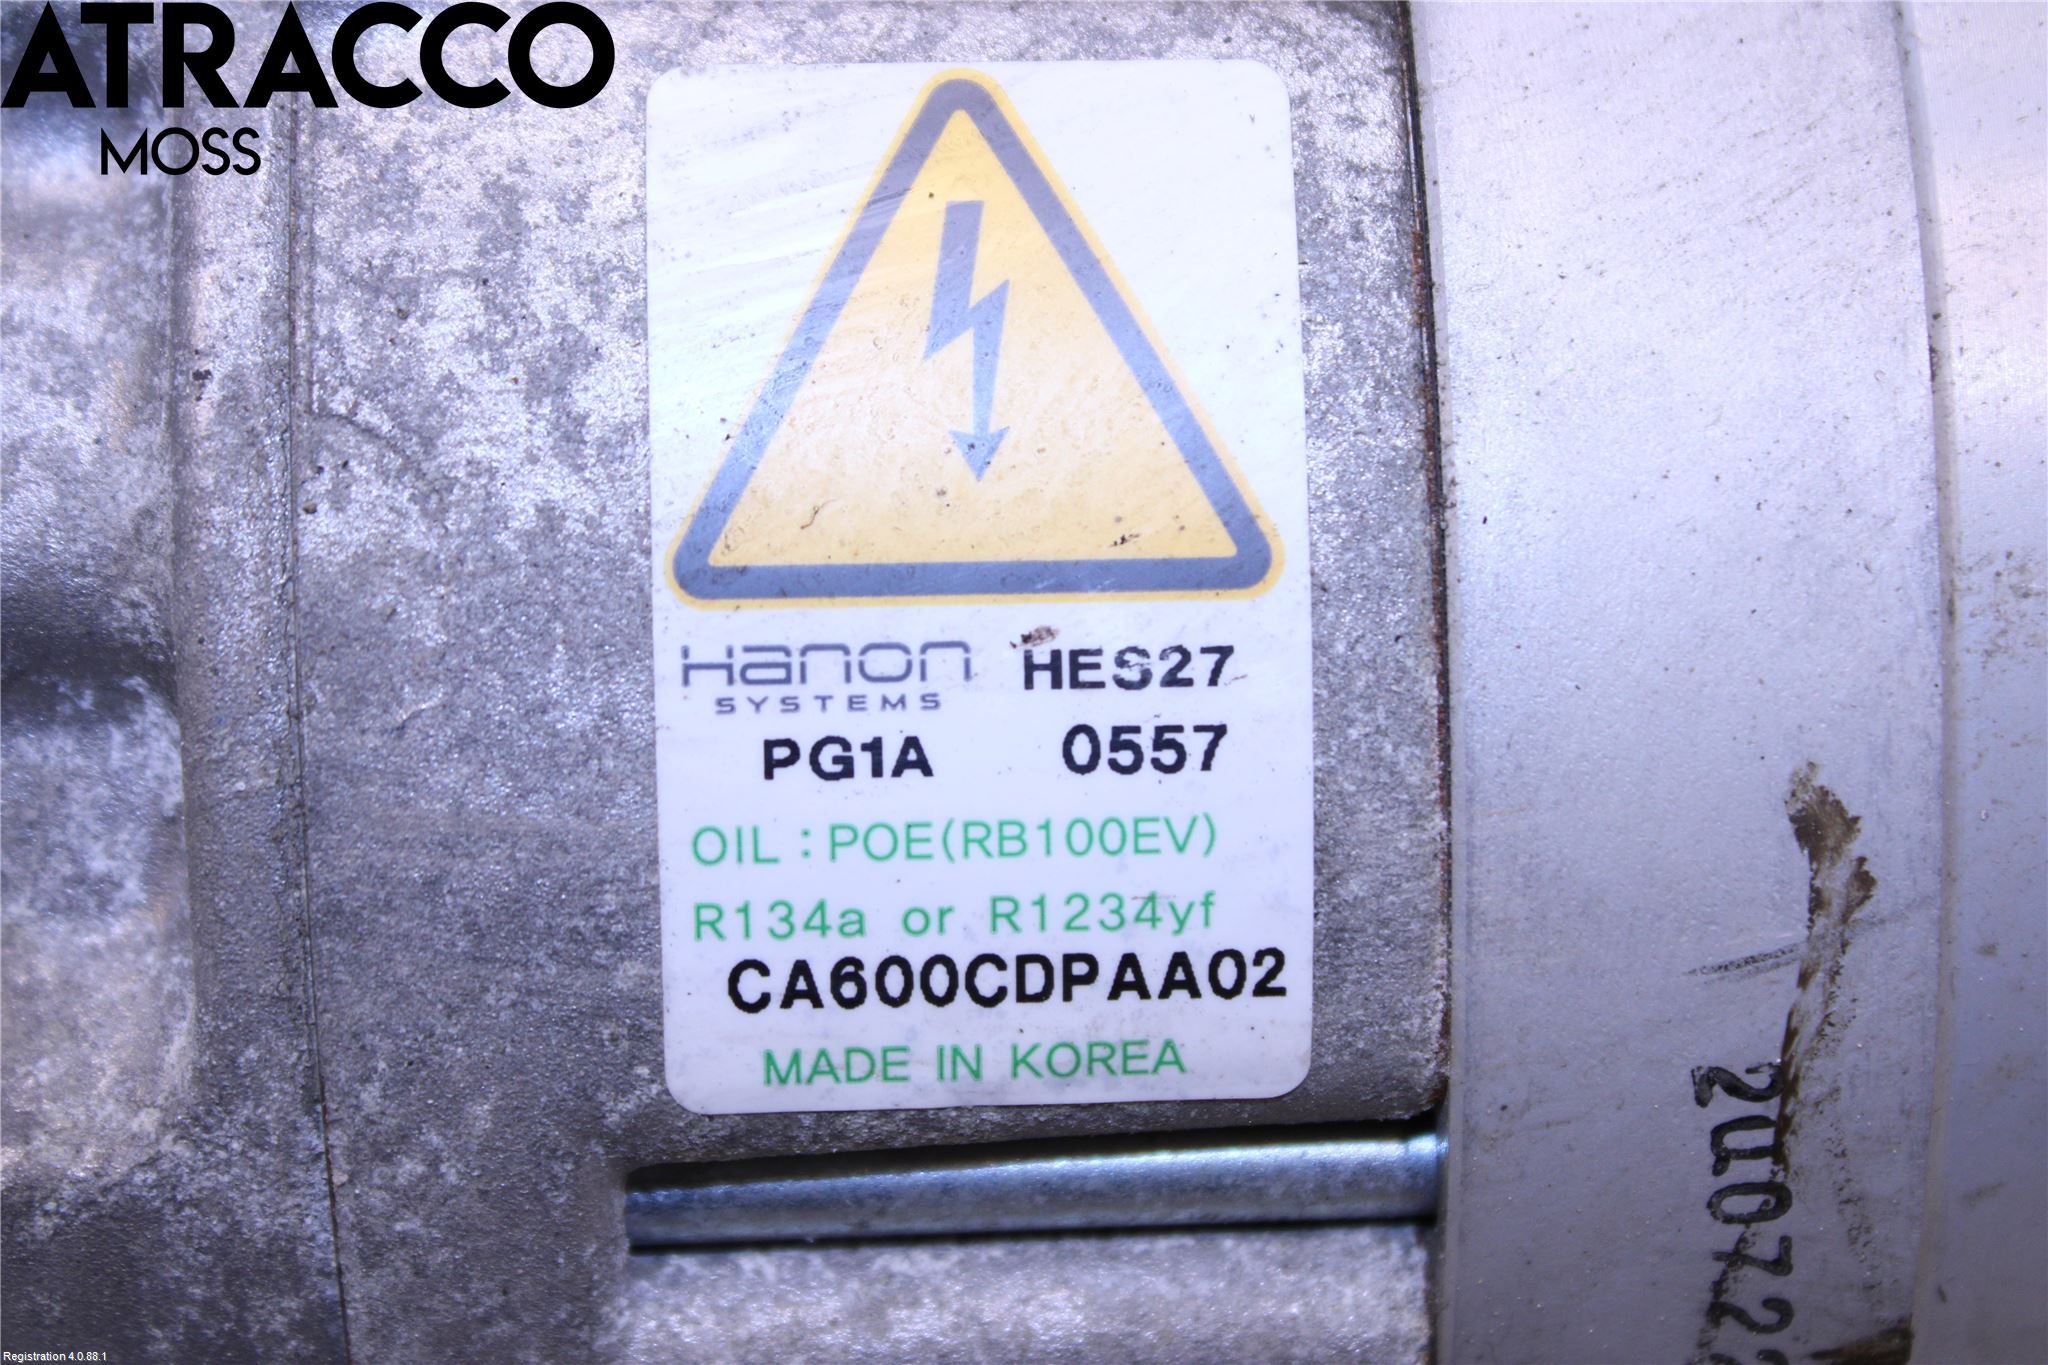 ATRACCO
MOSS
Hanon HES27
SYSTEMS
PG1A 0557
OIL : POE(RB100EV)
R134a or R1234yf
CA600CDPAA02
MADE IN KOREA
Registration 4.0.88.1